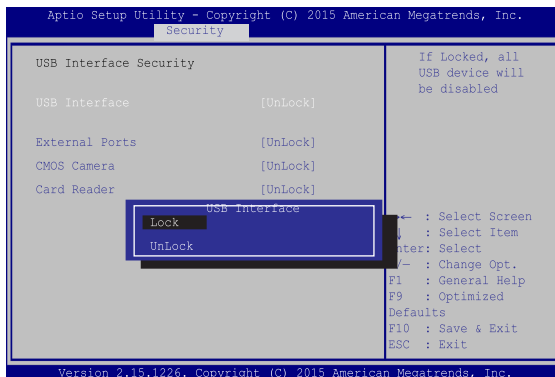 Aptio Setup Utility - Copyright (C) 2015 American Megatrends, Inc.
Security
USB Interface Security
USB Interface [UnLock]
External Ports [UnLock]
CMOS Camera [UnLock]
Card Reader [UnLock]
USB Interface
Lock
UnLock
If Locked, all
USB device will
be disabled
→← : Select Screen
↓ : Select Item
nter: Select
/— : Change Opt.
F1 : General Help
F9 : Optimized
Defaults
F10 : Save & Exit
ESC : Exit
Version 2.15.1226. Copyright (C) 2015 American Megatrends, Inc.